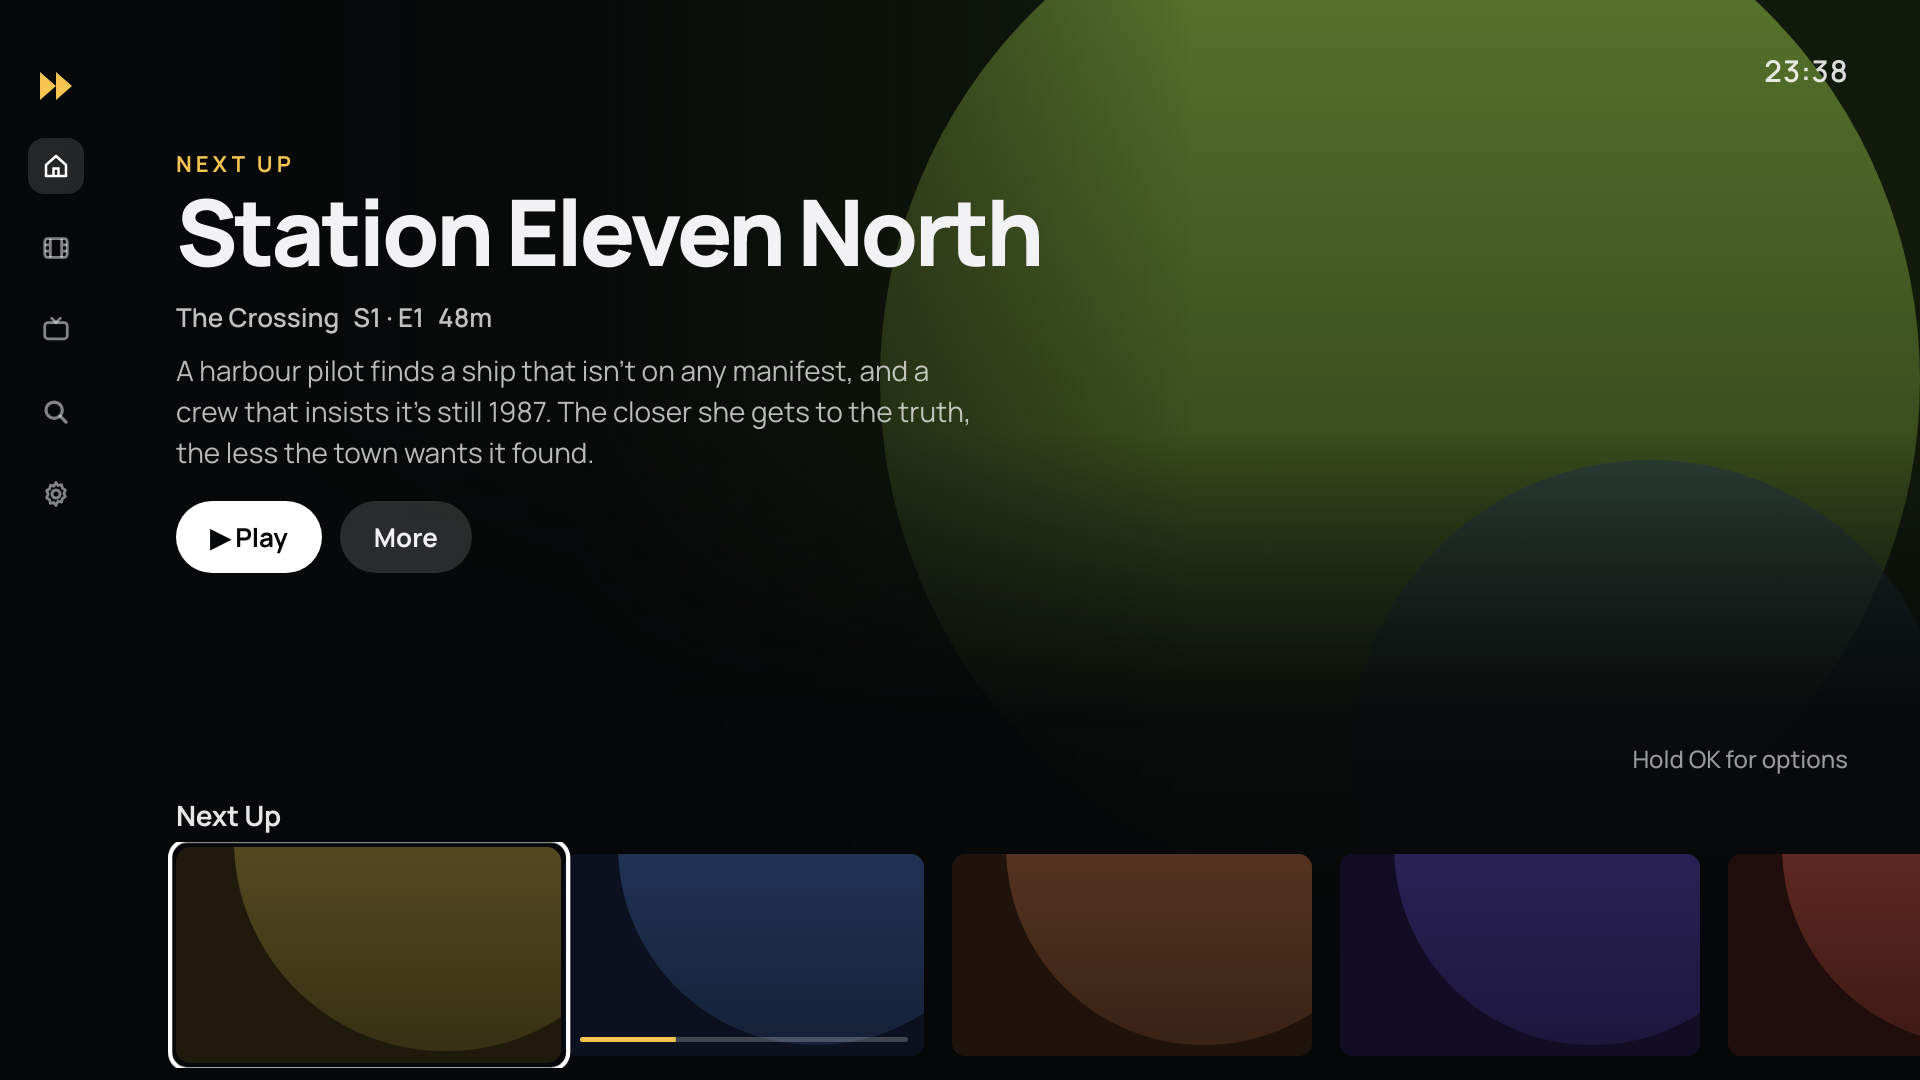 23:38
NEXT UP
Station Eleven North
The Crossing S1 · E1 48m
A harbour pilot finds a ship that isn’t on any manifest, and a
crew that insists it’s still 1987. The closer she gets to the truth,
the less the town wants it found.
▶ Play
More
Hold OK for options
Next Up